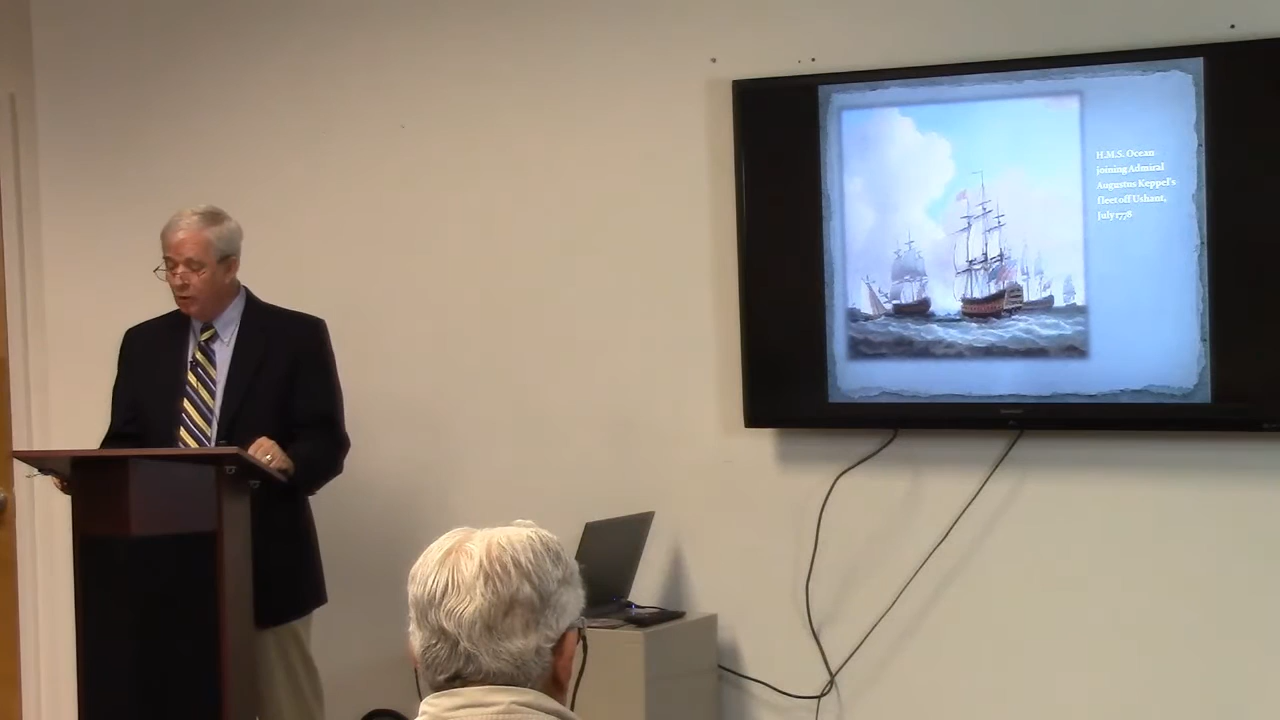 H.M.S. Ocean
joining Admiral
Augustus Keppel's
fleet off Ushant,
July 1778